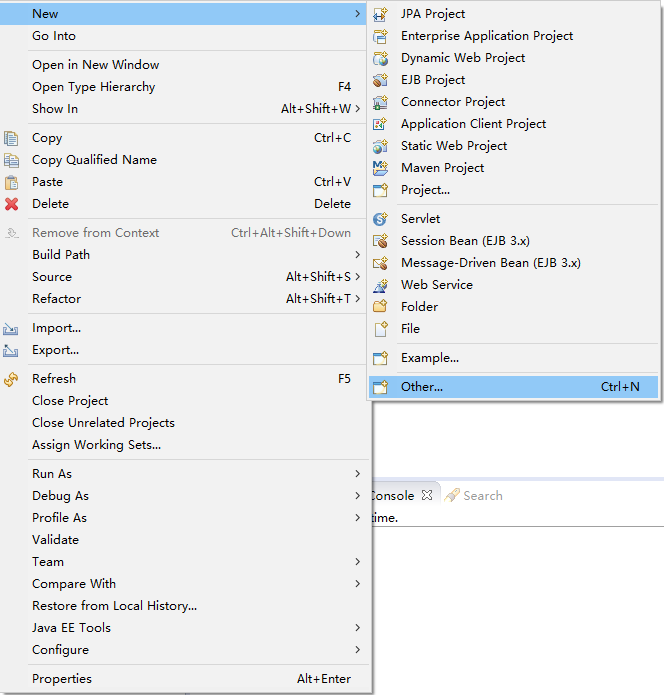 New
Go Into
Open in New Window
Open Type Hierarchy F4
Show In Alt+Shift+W >
Copy Ctrl+C
Copy Qualified Name
Paste Ctrl+V
Delete Delete
Remove from Context Ctrl+Alt+Shift+Down
Build Path
Source Alt+Shift+S >
Refactor Alt+Shift+T >
Import...
Export...
Refresh F5
Close Project
Close Unrelated Projects
Assign Working Sets...
Run As
Debug As
Profile As
Validate
Team
Compare With
Restore from Local History...
Java EE Tools
Configure
Properties Alt+Enter
JPA Project
Enterprise Application Project
Dynamic Web Project
EJB Project
Connector Project
Application Client Project
Static Web Project
Maven Project
Project...
Servlet
Session Bean (EJB 3.x)
Message-Driven Bean (EJB 3.x)
Web Service
Folder
File
Example...
Other... Ctrl+N
Console Search
time.